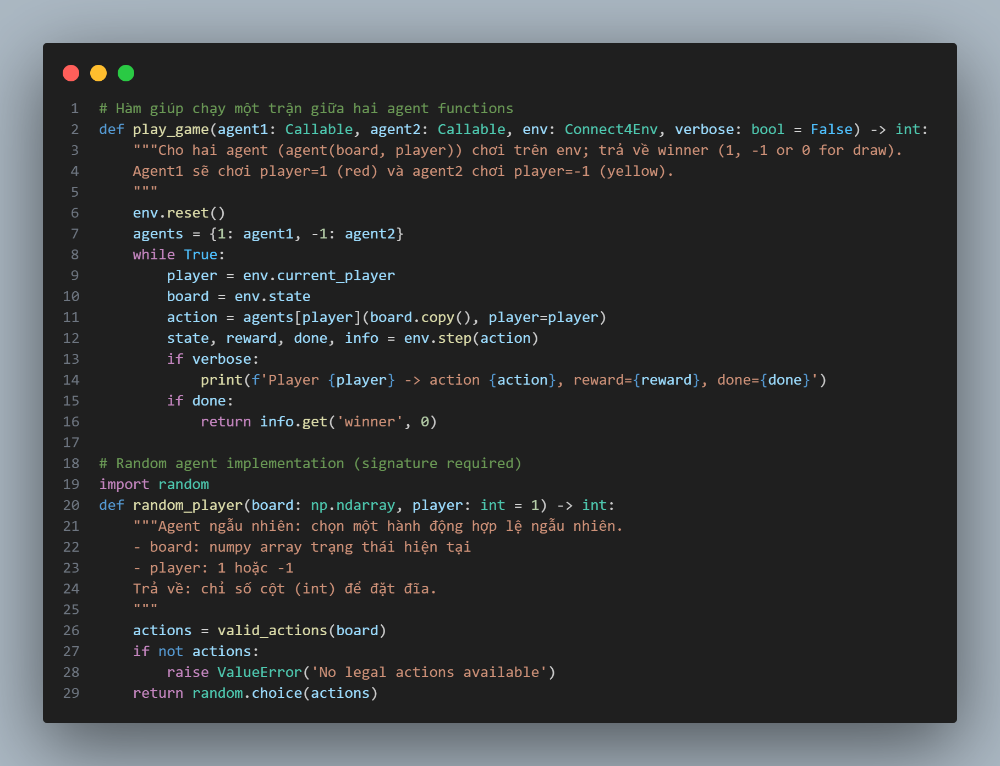 1 # Hàm giúp chạy một trận giữa hai agent functions
2 def play_game(agent1: Callable, agent2: Callable, env: Connect4Env, verbose: bool = False) -> int:
3     """Cho hai agent (agent(board, player)) chơi trên env; trả về winner (1, -1 or 0 for draw).
4     Agent1 sẽ chơi player=1 (red) và agent2 chơi player=-1 (yellow).
5     """
6     env.reset()
7     agents = {1: agent1, -1: agent2}
8     while True:
9         player = env.current_player
10         board = env.state
11         action = agents[player](board.copy(), player=player)
12         state, reward, done, info = env.step(action)
13         if verbose:
14             print(f'Player {player} -> action {action}, reward={reward}, done={done}')
15         if done:
16             return info.get('winner', 0)
17
18 # Random agent implementation (signature required)
19 import random
20 def random_player(board: np.ndarray, player: int = 1) -> int:
21     """Agent ngẫu nhiên: chọn một hành động hợp lệ ngẫu nhiên.
22     - board: numpy array trạng thái hiện tại
23     - player: 1 hoặc -1
24     Trả về: chỉ số cột (int) để đặt đĩa.
25     """
26     actions = valid_actions(board)
27     if not actions:
28         raise ValueError('No legal actions available')
29     return random.choice(actions)